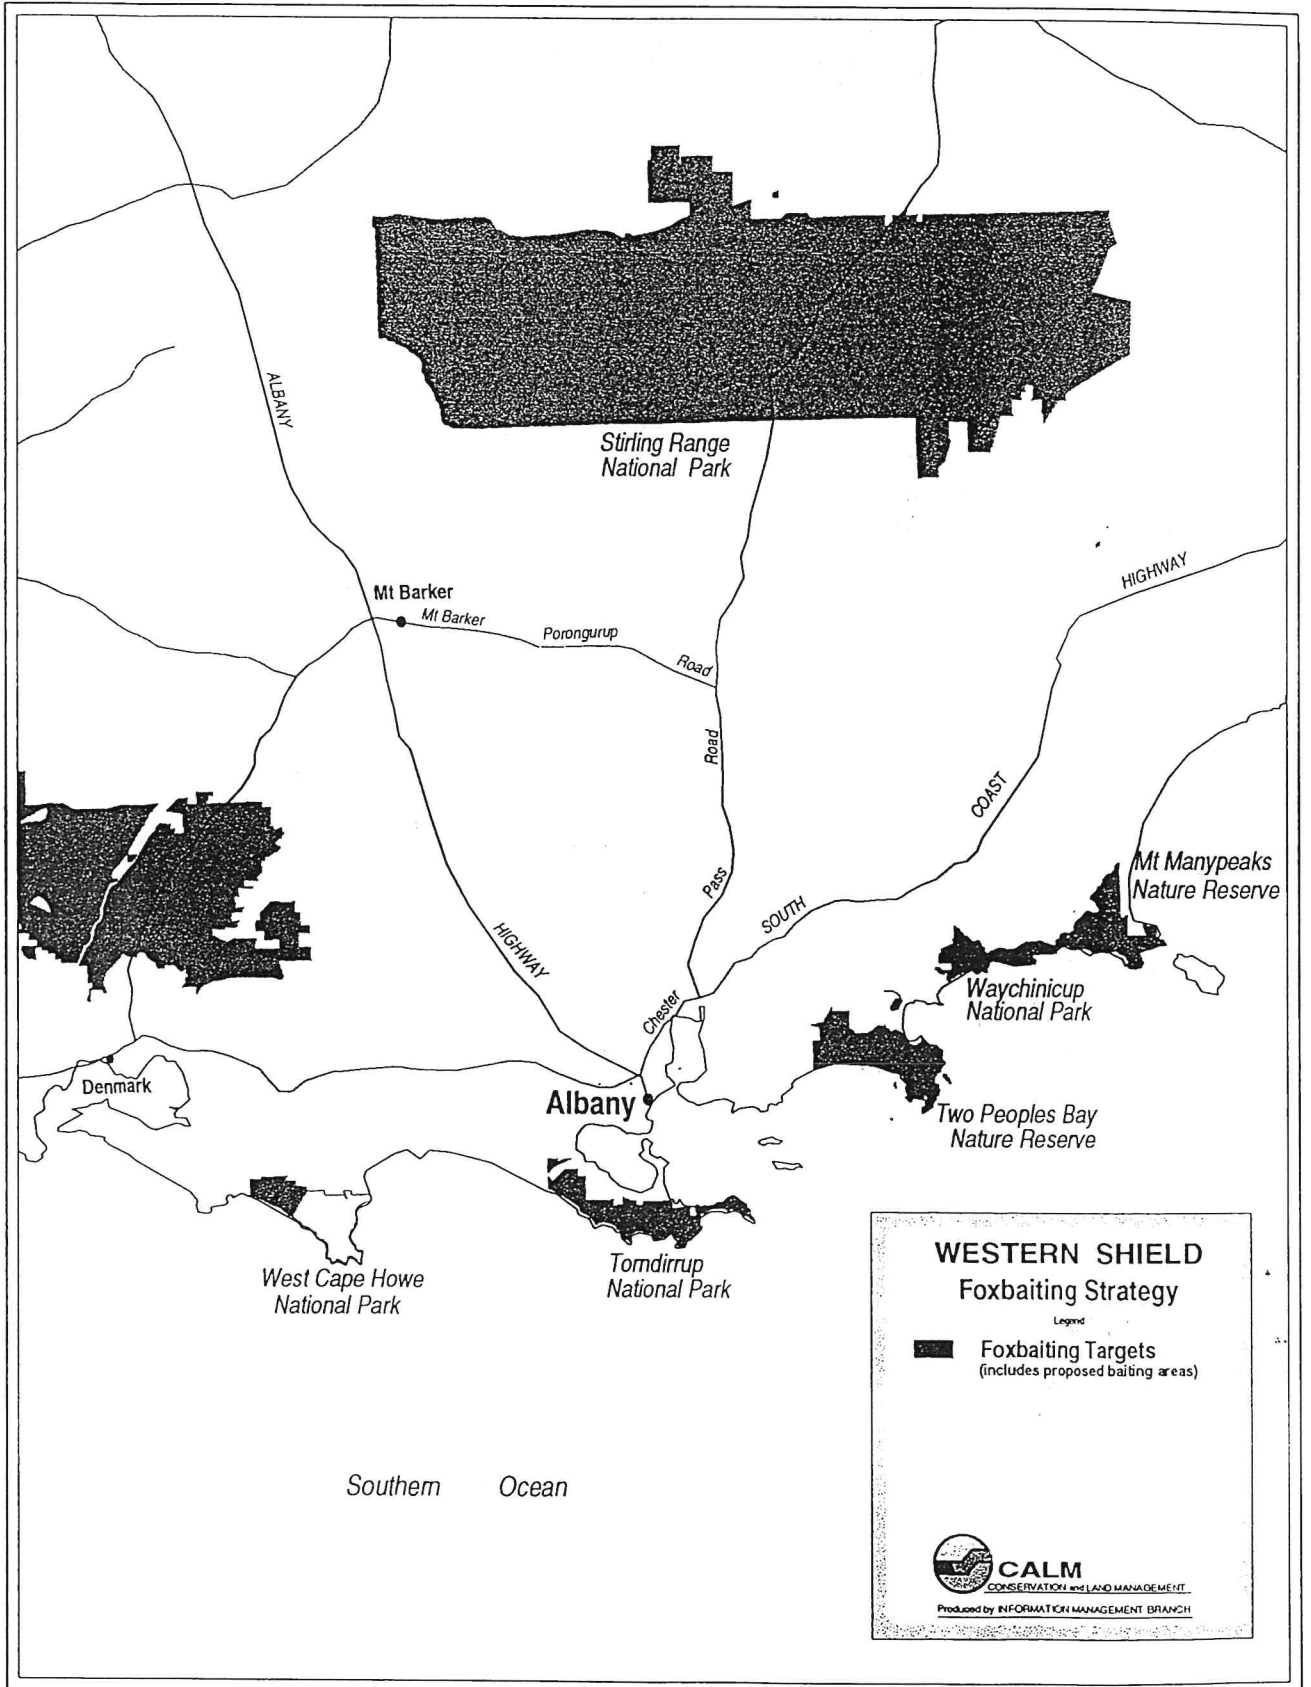 ALBANY
Stirling Range
National Park
HIGHWAY
Mt Barker
Mt Barker
Porongurup
Road
Road
COAST
Mt Manypeaks
Nature Reserve
Pass
SOUTH
HIGHWAY
Waychinicup
National Park
Chester
Denmark
Albany
Two Peoples Bay
Nature Reserve
West Cape Howe
National Park
Torndirrup
National Park
WESTERN SHIELD
Foxbaiting Strategy
Legend
Foxbaiting Targets
(includes proposed baiting areas)
Southern Ocean
CALM
CONSERVATION and LAND MANAGEMENT
Produced by INFORMATION MANAGEMENT BRANCH